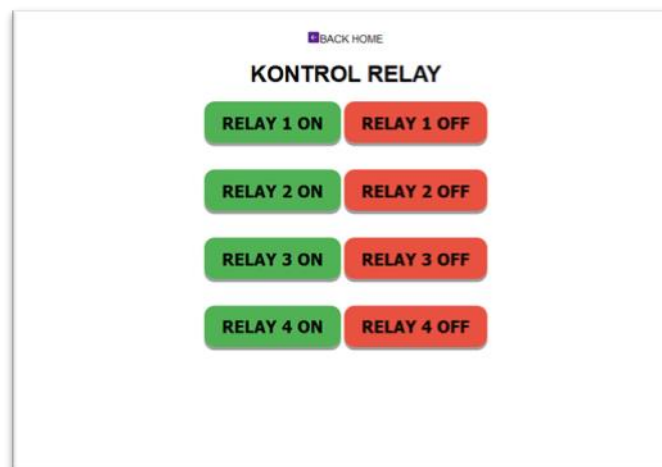 BACK HOME
KONTROL RELAY
RELAY 1 ON RELAY 1 OFF
RELAY 2 ON RELAY 2 OFF
RELAY 3 ON RELAY 3 OFF
RELAY 4 ON RELAY 4 OFF